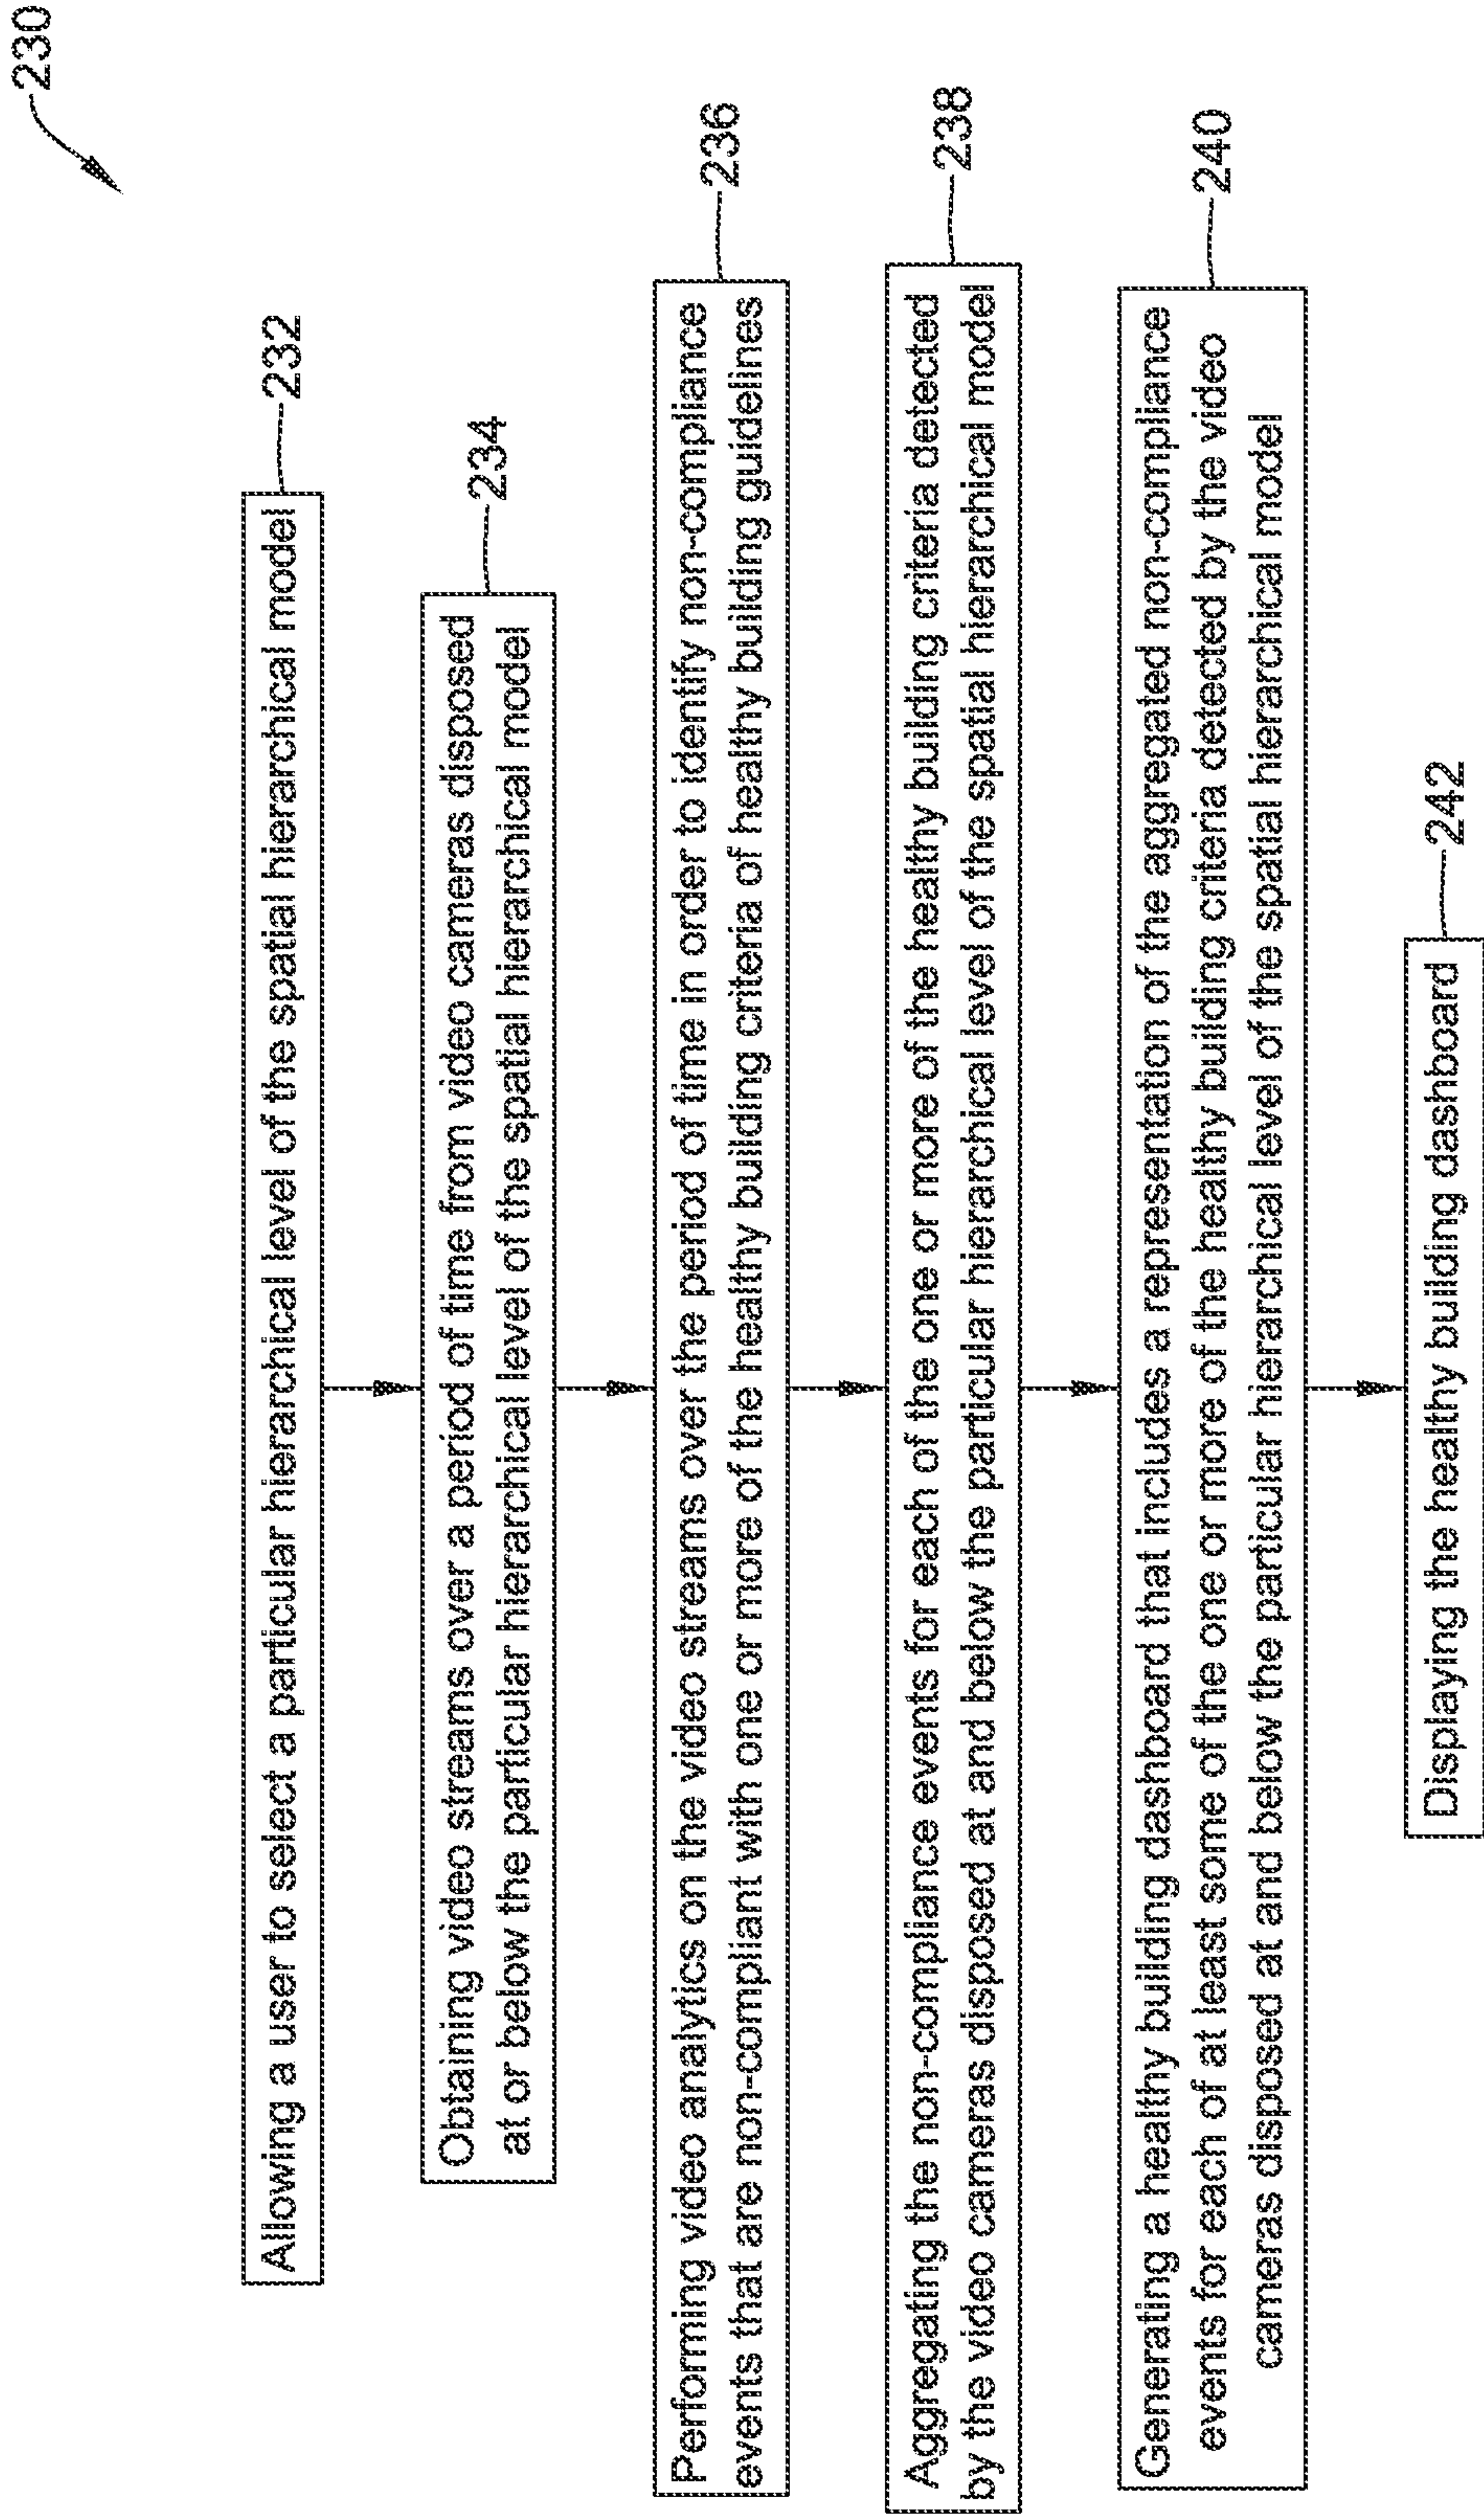 230
Allowing a user to select a particular hierarchical level of the spatial hierarchical model
232
Obtaining video streams over a period of time from video cameras disposed
at or below the particular hierarchical level of the spatial hierarchical model
234
Performing video analytics on the video streams over the period of time in order to identify non-compliance
events that are non-compliant with one or more of the healthy building criteria of healthy building guidelines
236
Aggregating the non-compliance events for each of the one or more of the healthy building criteria detected
by the video cameras disposed at and below the particular hierarchical level of the spatial hierarchical model
238
Generating a healthy building dashboard that includes a representation of the aggregated non-compliance
events for each of at least some of the one or more of the healthy building criteria detected by the video
cameras disposed at and below the particular hierarchical level of the spatial hierarchical model
240
Displaying the healthy building dashboard
242